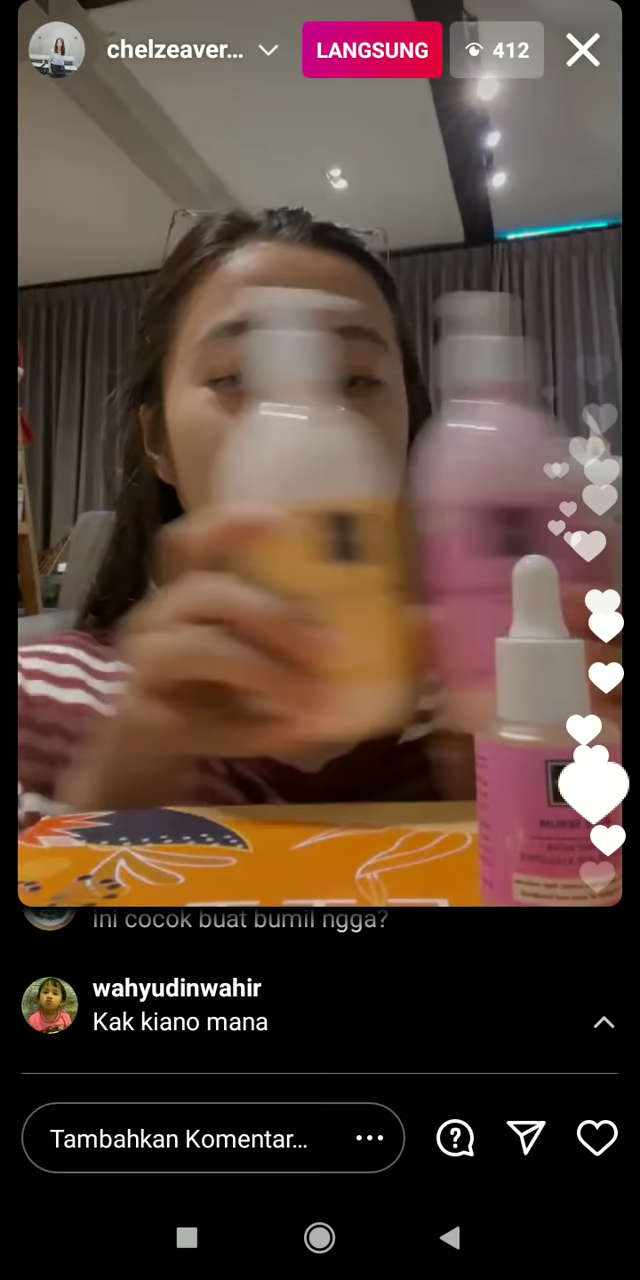 chelzeaver...
LANGSUNG
412
ini cocok buat bumil ngga?
wahyudinwahir
Kak kiano mana
Tambahkan Komentar...